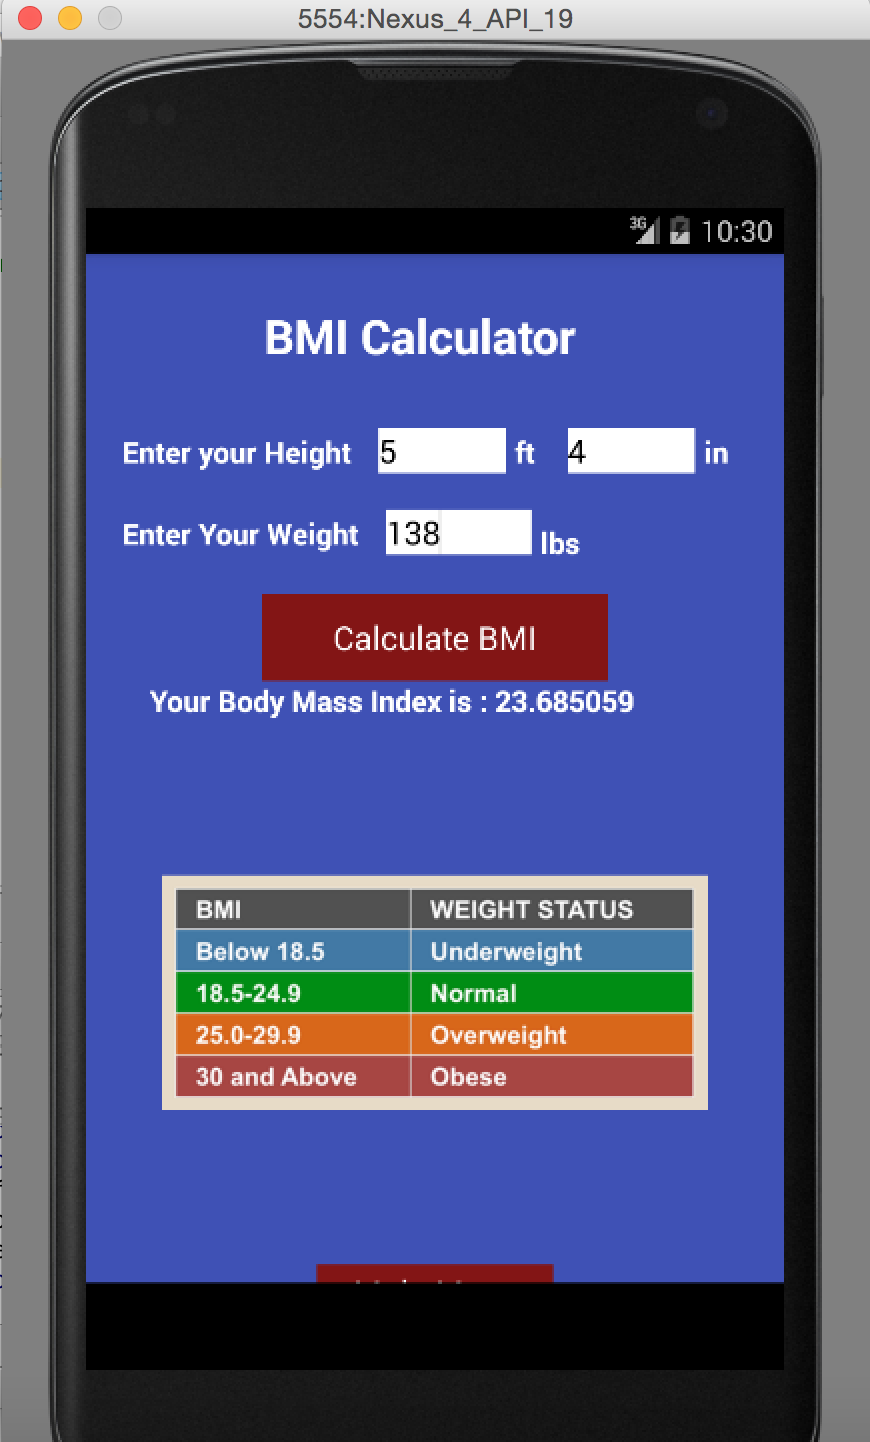 5554:Nexus_4_API_19
3G 10:30
BMI Calculator
Enter your Height 5 ft 4 in
Enter Your Weight 138 lbs
Calculate BMI
Your Body Mass Index is : 23.685059
BMI WEIGHT STATUS
Below 18.5 Underweight
18.5-24.9 Normal
25.0-29.9 Overweight
30 and Above Obese